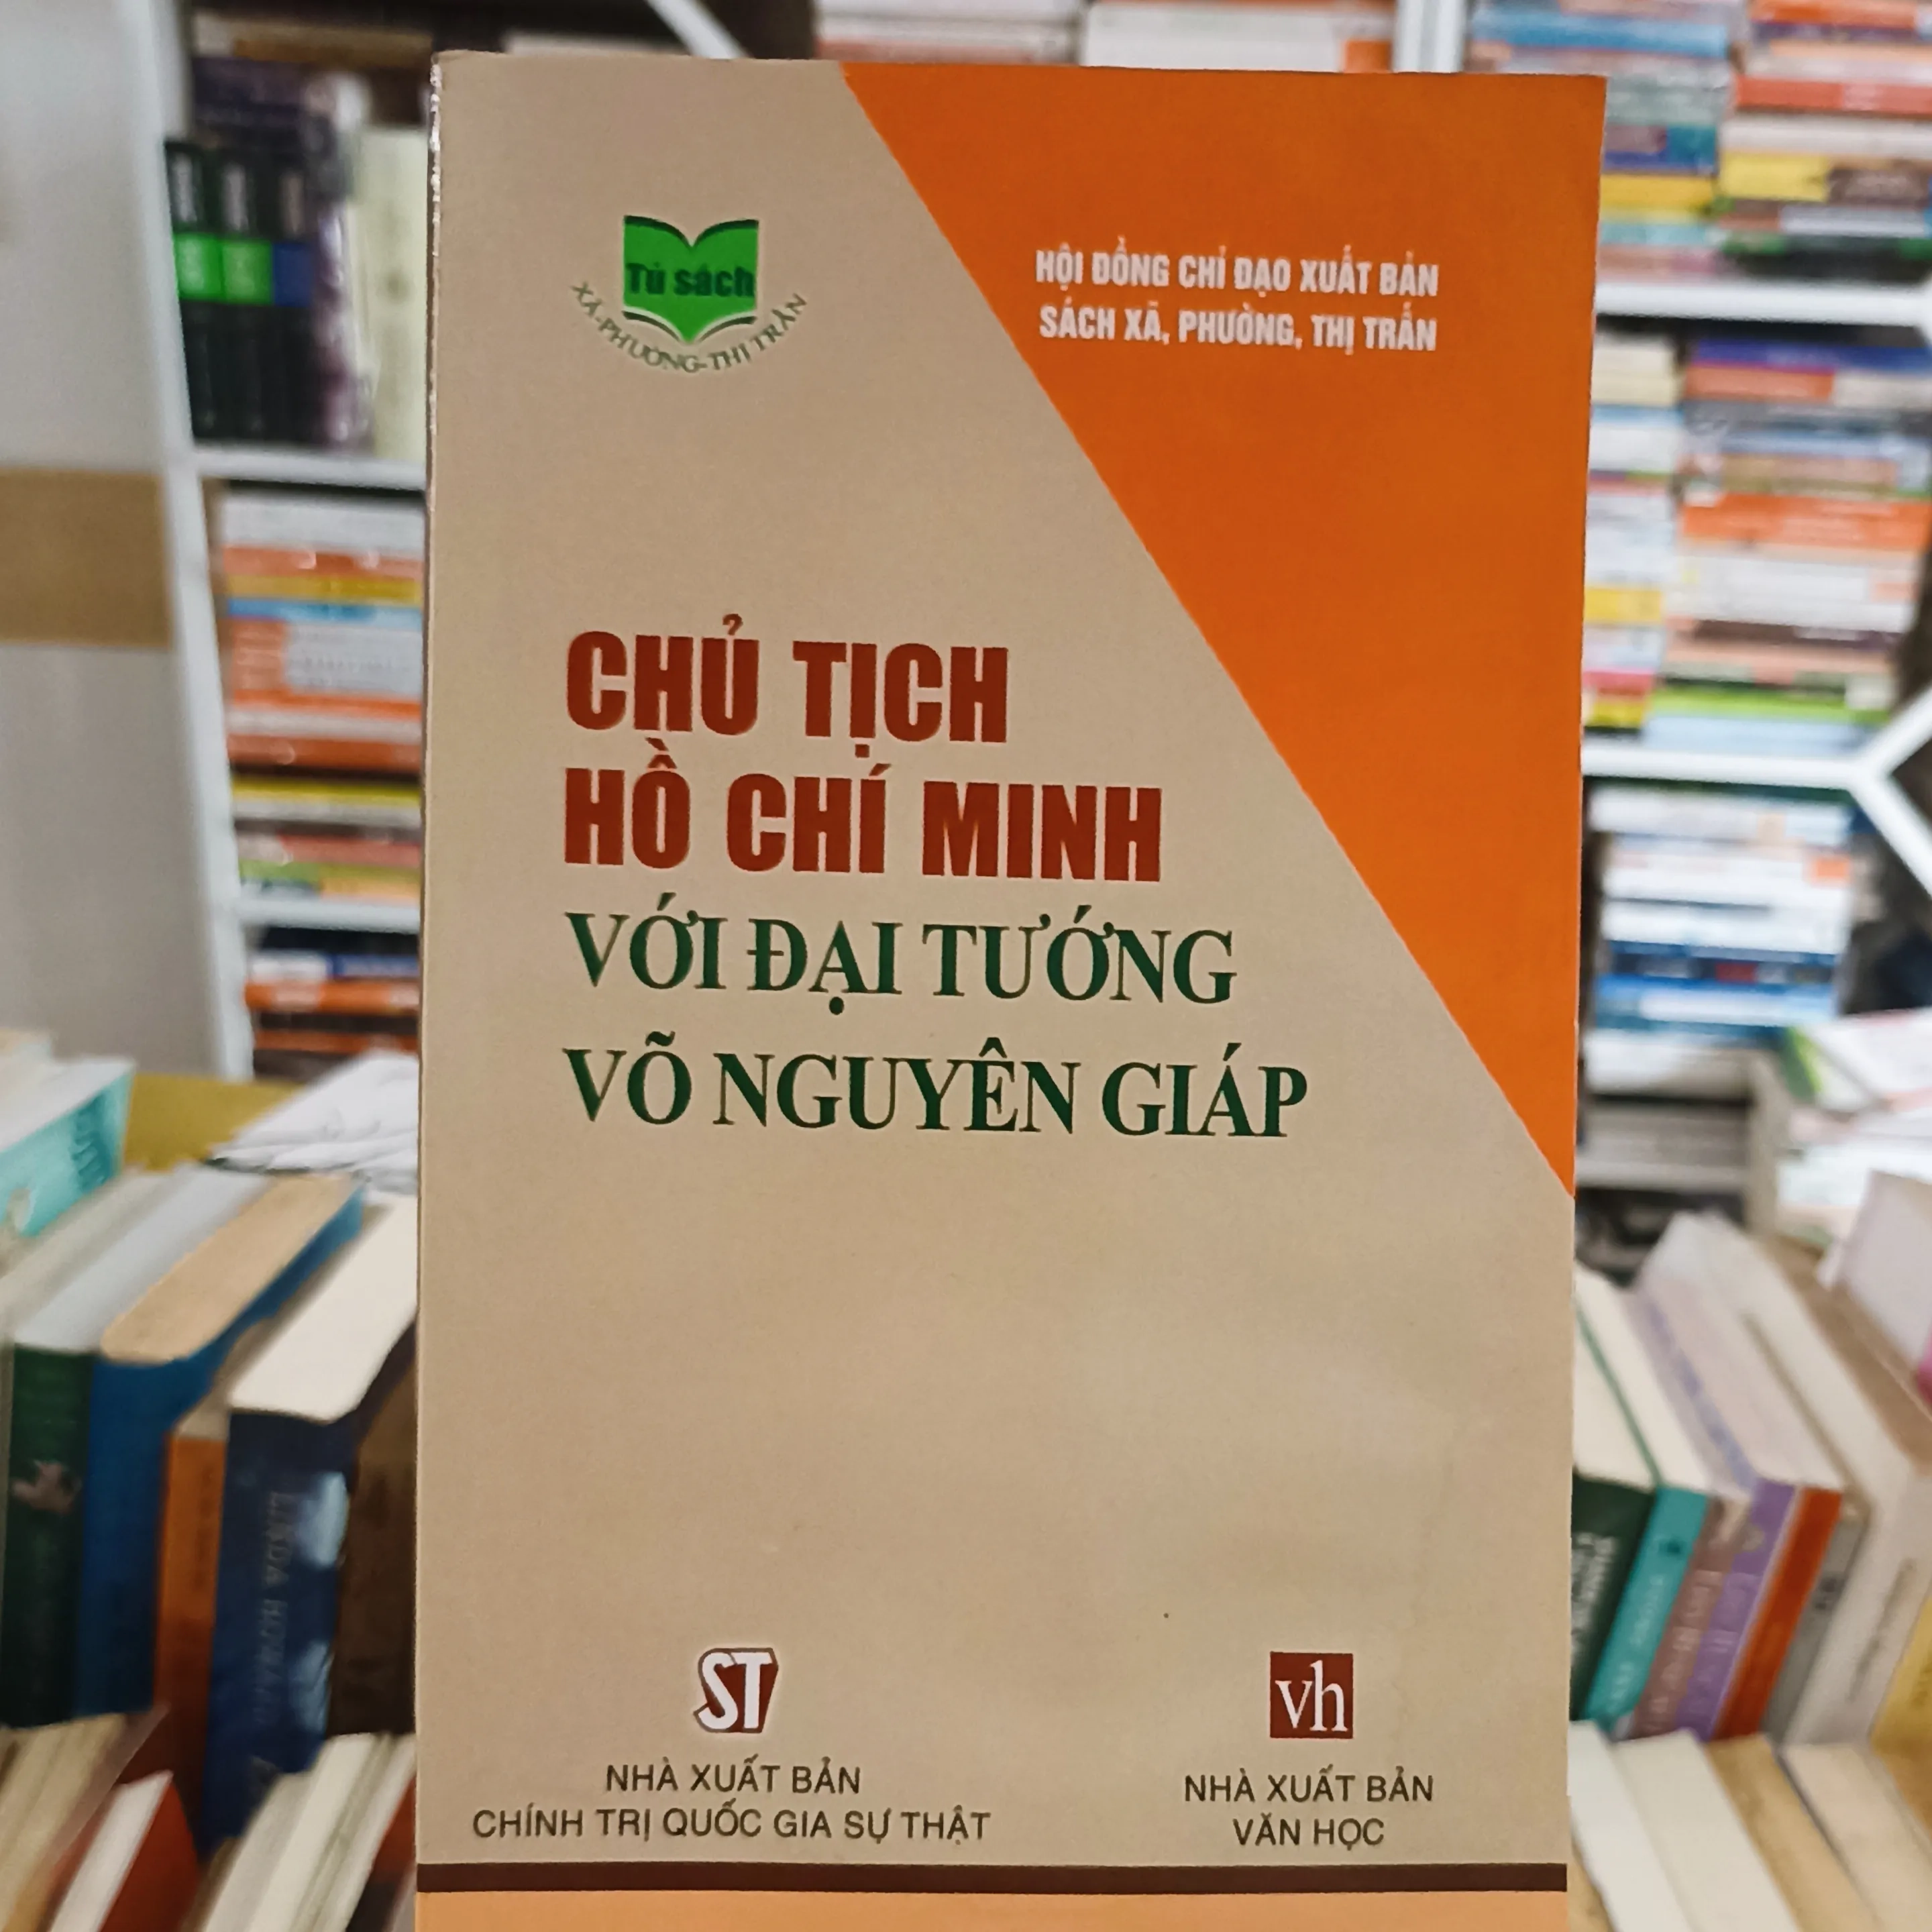 Tủ sách
XÃ-PHƯỜNG-THỊ TRẤN
HỘI ĐỒNG CHỈ ĐẠO XUẤT BẢN
SÁCH XÃ, PHƯỜNG, THỊ TRẤN
CHỦ TỊCH
HỒ CHÍ MINH
VỚI ĐẠI TƯỚNG
VÕ NGUYÊN GIÁP
ST
NHÀ XUẤT BẢN
CHÍNH TRỊ QUỐC GIA SỰ THẬT
vh
NHÀ XUẤT BẢN
VĂN HỌC
LINDA HOWARD